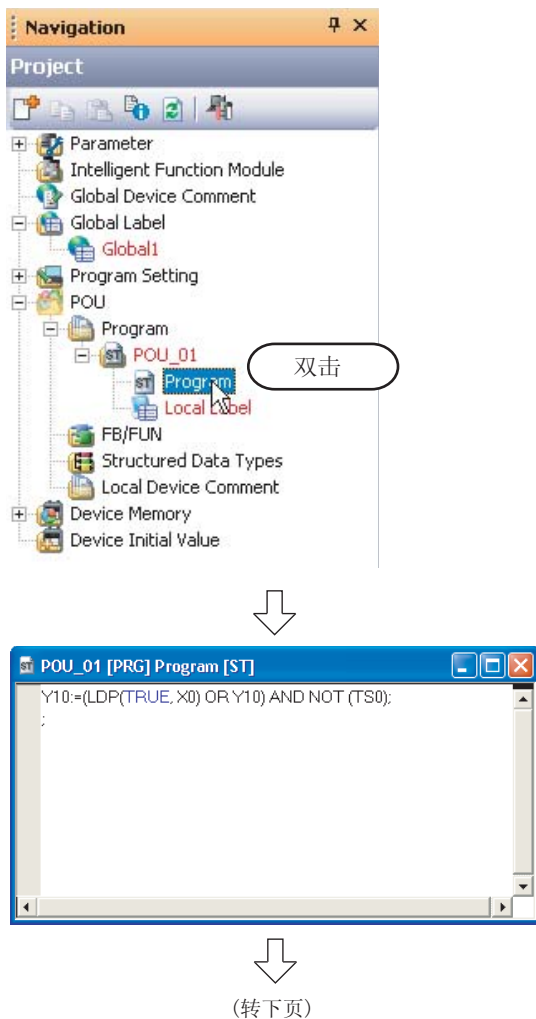 Navigation
Project
Parameter
Intelligent Function Module
Global Device Comment
Global Label
Global1
Program Setting
POU
Program
POU_01
双击
Program
Local Label
FB/FUN
Structured Data Types
Local Device Comment
Device Memory
Device Initial Value
POU_01 [PRG] Program [ST]
Y10:=(LDP(TRUE, X0) OR Y10) AND NOT (TS0);
;
(转下页)